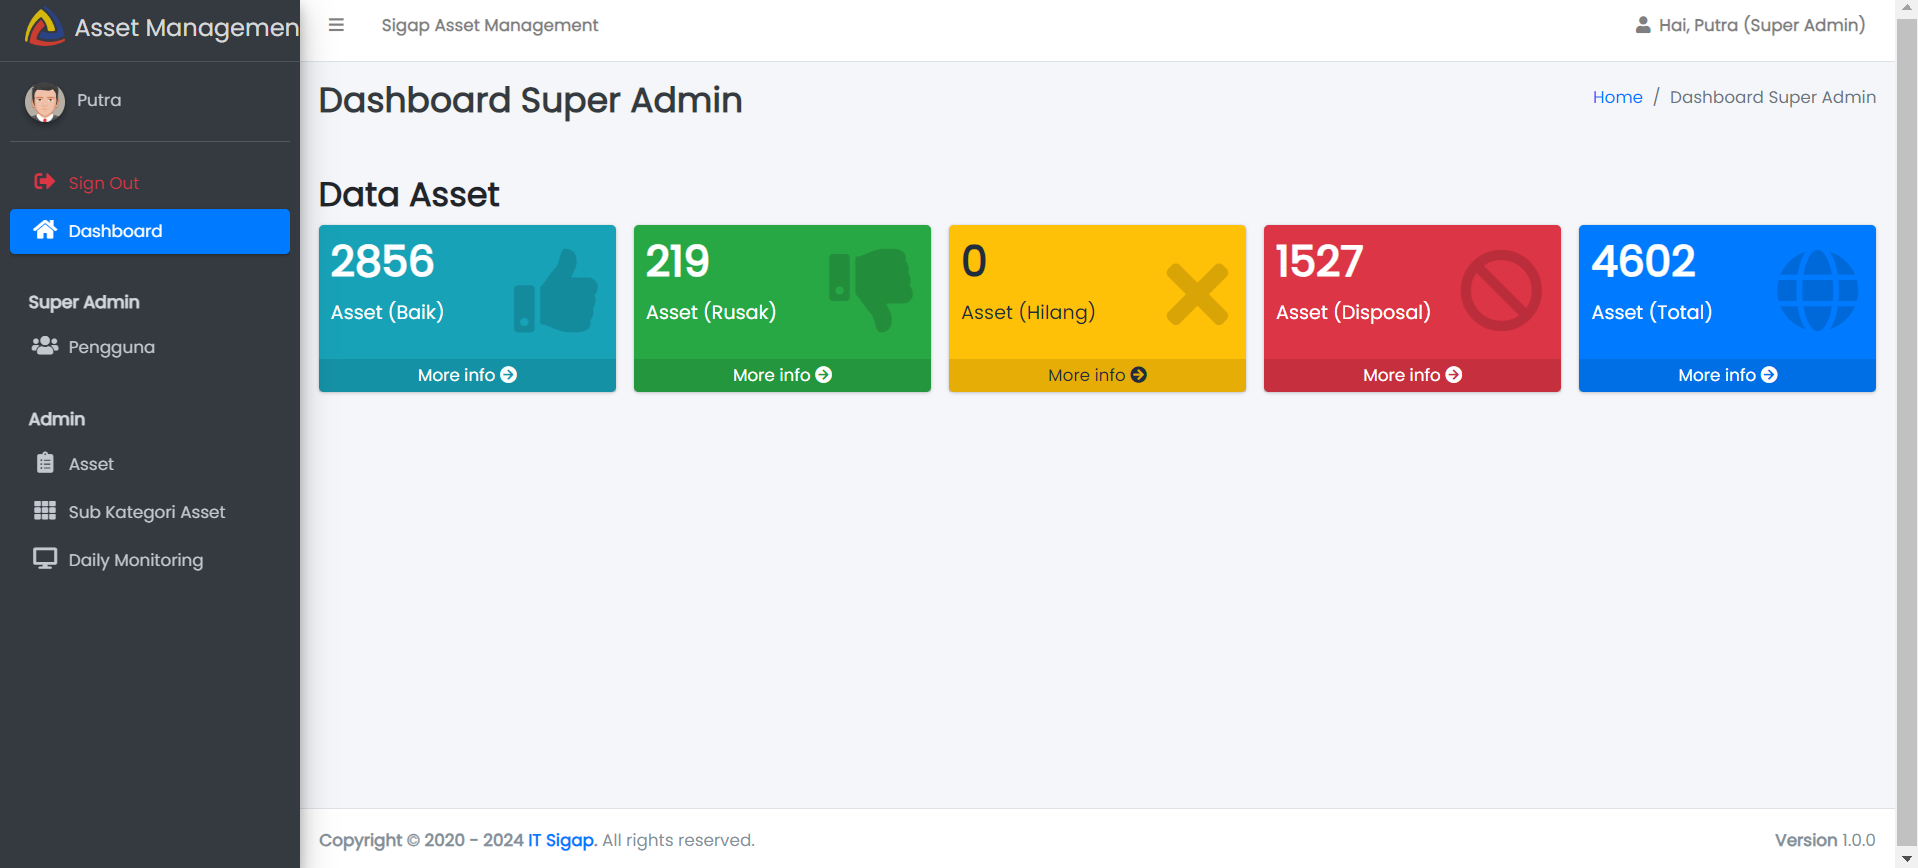 Asset Managemen
Sigap Asset Management
Hai, Putra (Super Admin)
Putra
Sign Out
Dashboard
Super Admin
Pengguna
Admin
Asset
Sub Kategori Asset
Daily Monitoring
Dashboard Super Admin
Home / Dashboard Super Admin
Data Asset
2856
Asset (Baik)
More info
219
Asset (Rusak)
More info
0
Asset (Hilang)
More info
1527
Asset (Disposal)
More info
4602
Asset (Total)
More info
Copyright © 2020 - 2024 IT Sigap. All rights reserved.
Version 1.0.0